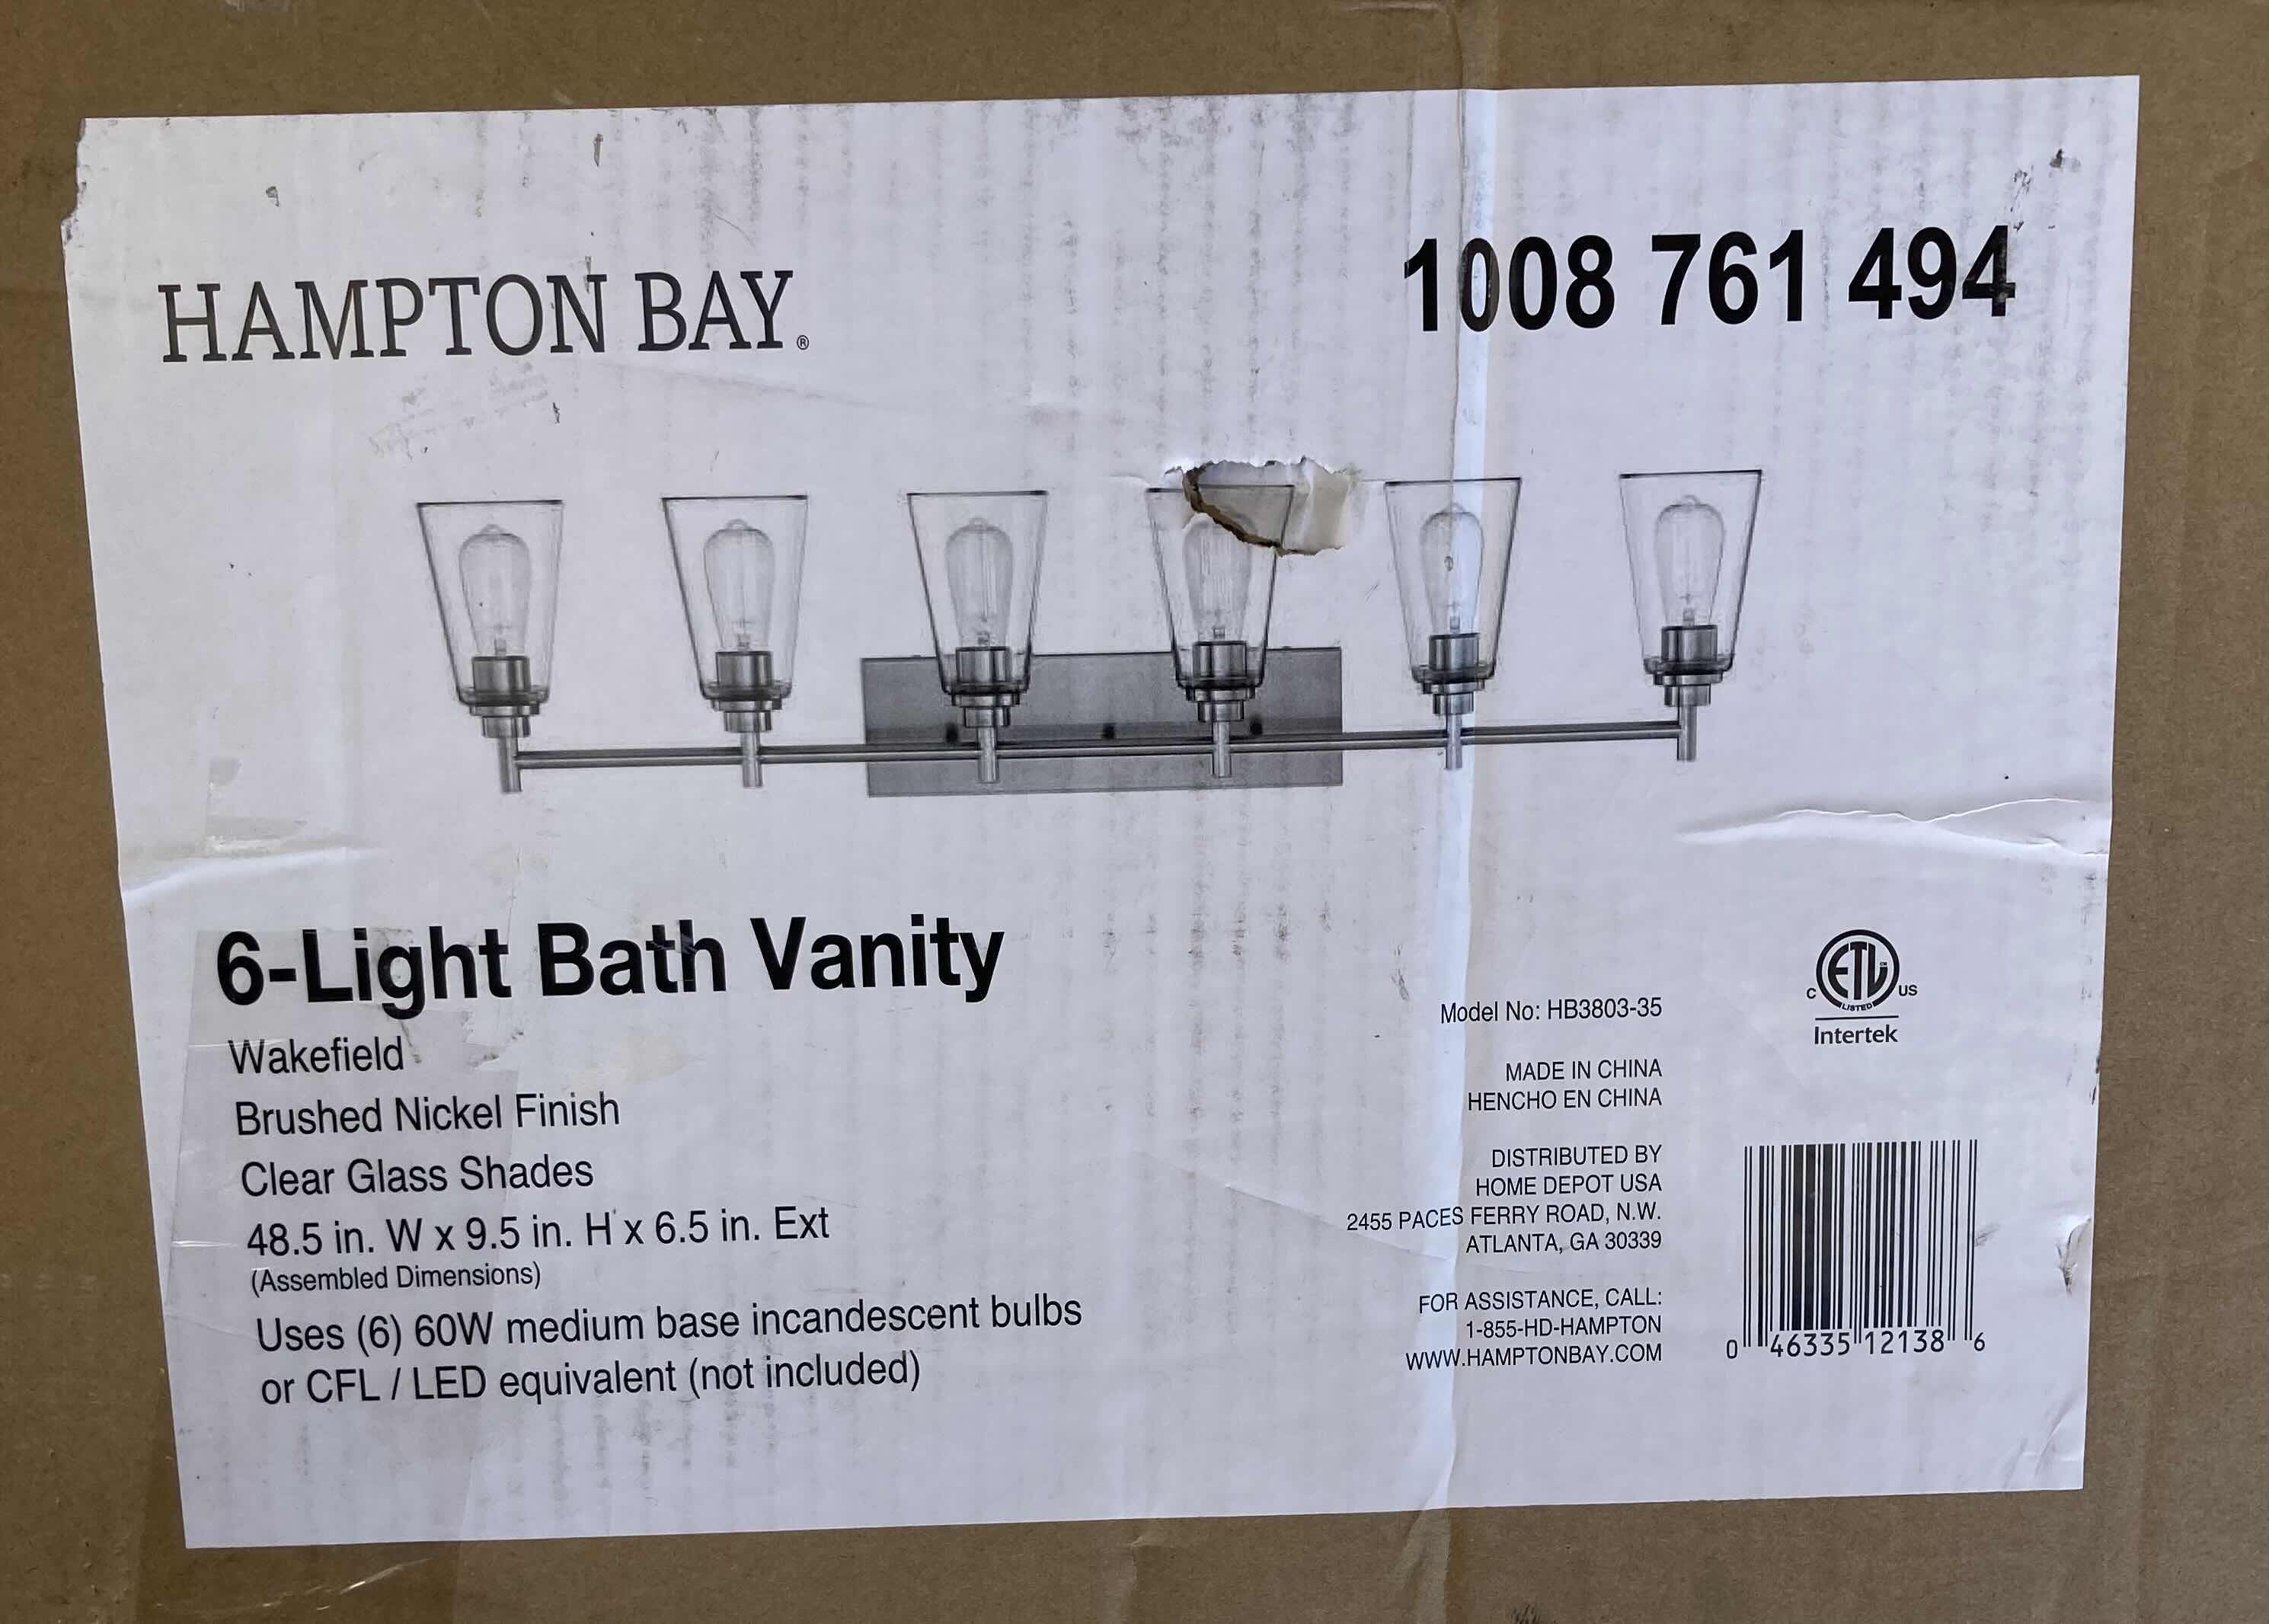 HAMPTON BAY®
1008 761 494
6-Light Bath Vanity
Wakefield
Brushed Nickel Finish
Clear Glass Shades
48.5 in. W x 9.5 in. H x 6.5 in. Ext
(Assembled Dimensions)
Uses (6) 60W medium base incandescent bulbs
or CFL / LED equivalent (not included)
Model No: HB3803-35
MADE IN CHINA
HENCHO EN CHINA
DISTRIBUTED BY
HOME DEPOT USA
2455 PACES FERRY ROAD, N.W.
ATLANTA, GA 30339
FOR ASSISTANCE, CALL:
1-855-HD-HAMPTON
WWW.HAMPTONBAY.COM
ETL CM
LISTED
C US
Intertek
0 46335 12138 6